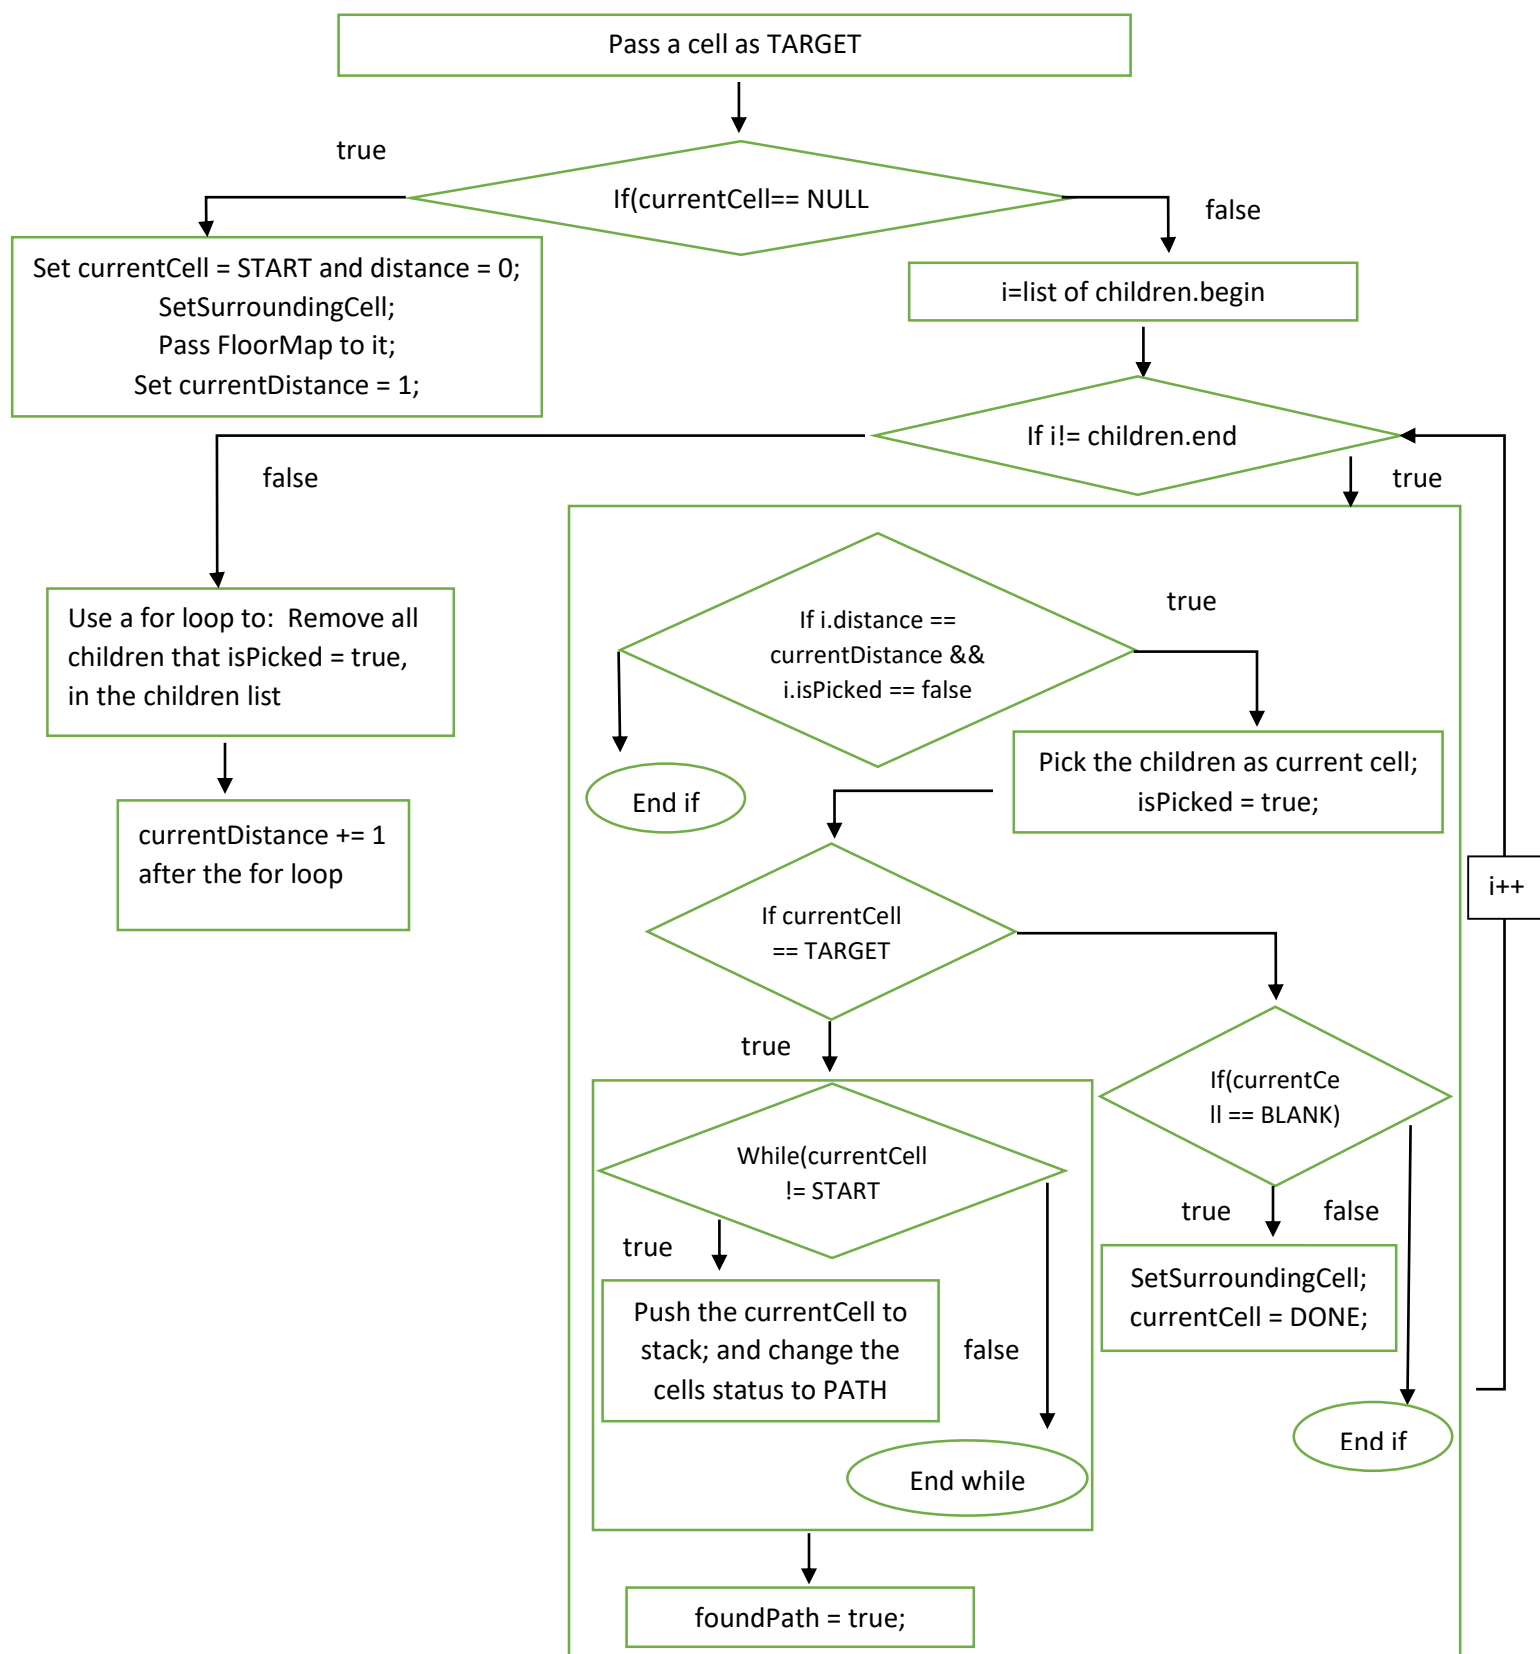 Pass a cell as TARGET
true
If(currentCell== NULL
false
Set currentCell = START and distance = 0;
SetSurroundingCell;
Pass FloorMap to it;
Set currentDistance = 1;
i=list of children.begin
If i!= children.end
false
true
Use a for loop to:  Remove all
children that isPicked = true,
in the children list
If i.distance ==
currentDistance &&
i.isPicked == false
true
Pick the children as current cell;
isPicked = true;
End if
currentDistance += 1
after the for loop
i++
If currentCell
== TARGET
true
If(currentCe
ll == BLANK)
While(currentCell
!= START
true
false
true
SetSurroundingCell;
currentCell = DONE;
Push the currentCell to
stack; and change the
cells status to PATH
false
End if
End while
foundPath = true;